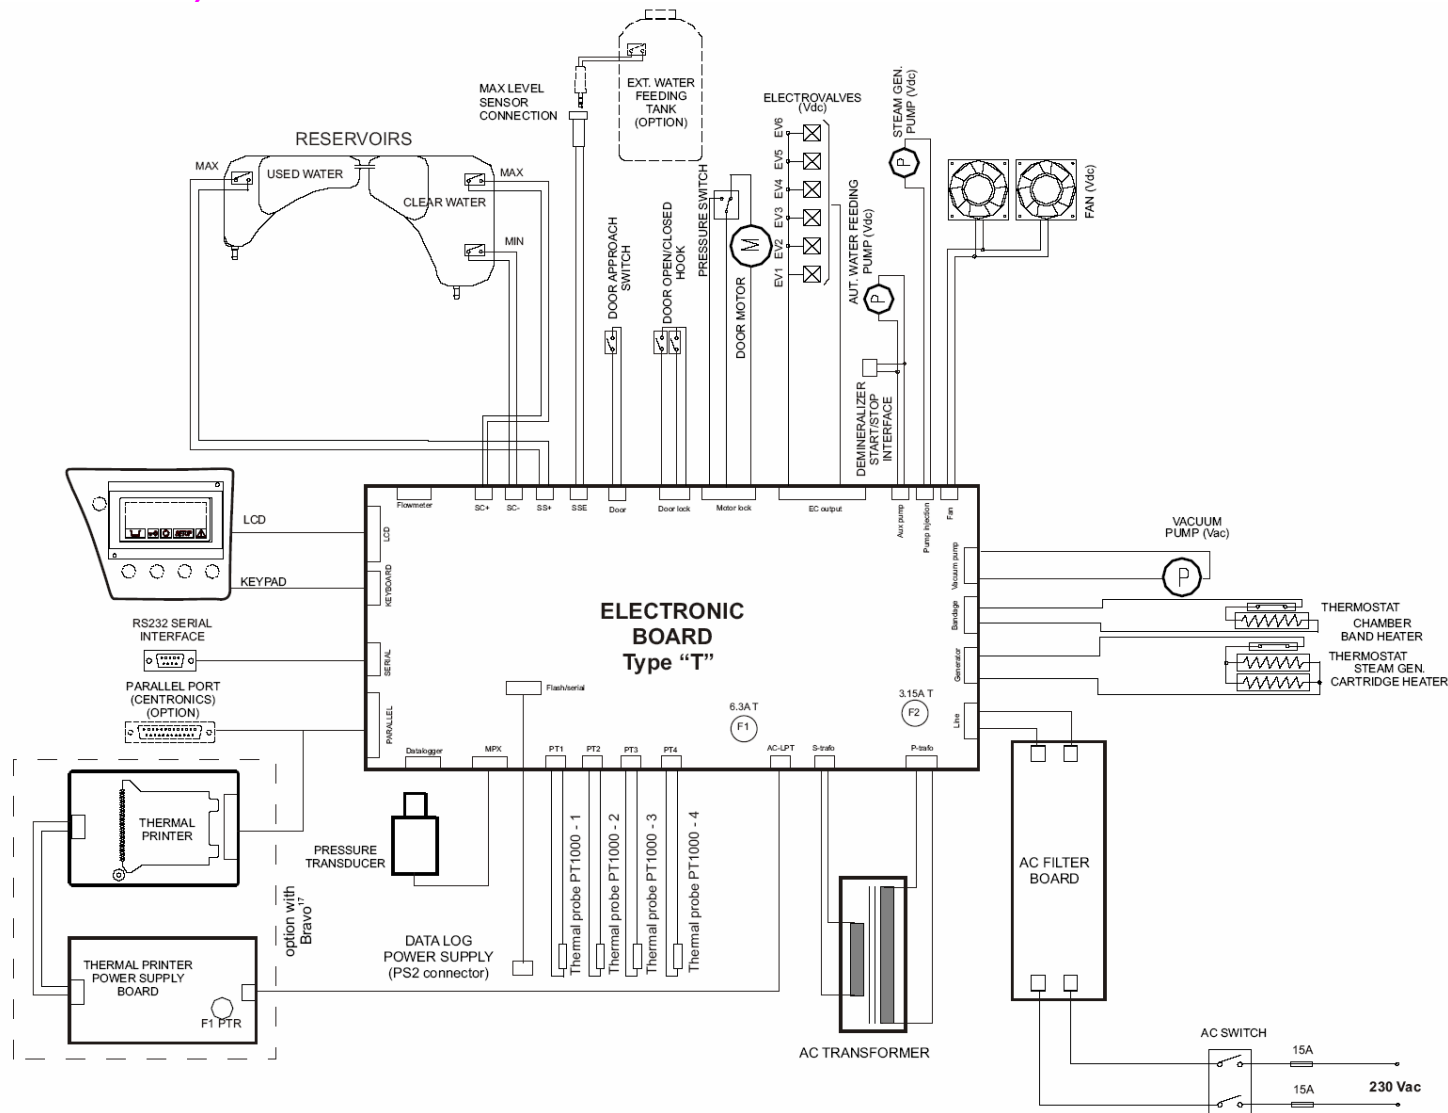 MAX LEVEL
SENSOR
CONNECTION
EXT. WATER
FEEDING
TANK
(OPTION)
ELECTROVALVES
(Vdc)
EV6
EV5
EV4
EV3
EV2
EV1
STEAM GEN.
PUMP (Vdc)
P
FAN (Vdc)
RESERVOIRS
MAX
USED WATER
MAX
CLEAR WATER
MIN
DOOR APPROACH
SWITCH
DOOR OPEN/CLOSED
HOOK
PRESSURE SWITCH
M
DOOR MOTOR
AUT. WATER FEEDING
PUMP (Vdc)
P
DEMINERALIZER
START/STOP
INTERFACE
Flowmeter
SC+
SC-
SS+
SSE
Door
Door lock
Motor lock
EC output
Aux pump
Pump injection
Fan
LCD
LCD
KEYPAD
KEYBOARD
STOP
RS232 SERIAL
INTERFACE
SERIAL
PARALLEL PORT
(CENTRONICS)
(OPTION)
PARALLEL
ELECTRONIC
BOARD
Type “T”
Vacuum pump
VACUUM
PUMP (Vac)
P
Bandage
THERMOSTAT
CHAMBER
BAND HEATER
Generator
THERMOSTAT
STEAM GEN.
CARTRIDGE HEATER
Line
Flash/serial
6.3A T
F1
3.15A T
F2
Datalogger
MPX
PT1
PT2
PT3
PT4
AC-LPT
S-trafo
P-trafo
THERMAL
PRINTER
PRESSURE
TRANSDUCER
Thermal probe PT1000 - 1
Thermal probe PT1000 - 2
Thermal probe PT1000 - 3
Thermal probe PT1000 - 4
AC FILTER
BOARD
option with
Bravo17
DATA LOG
POWER SUPPLY
(PS2 connector)
THERMAL PRINTER
POWER SUPPLY
BOARD
F1 PTR
AC TRANSFORMER
AC SWITCH
15A
15A
230 Vac